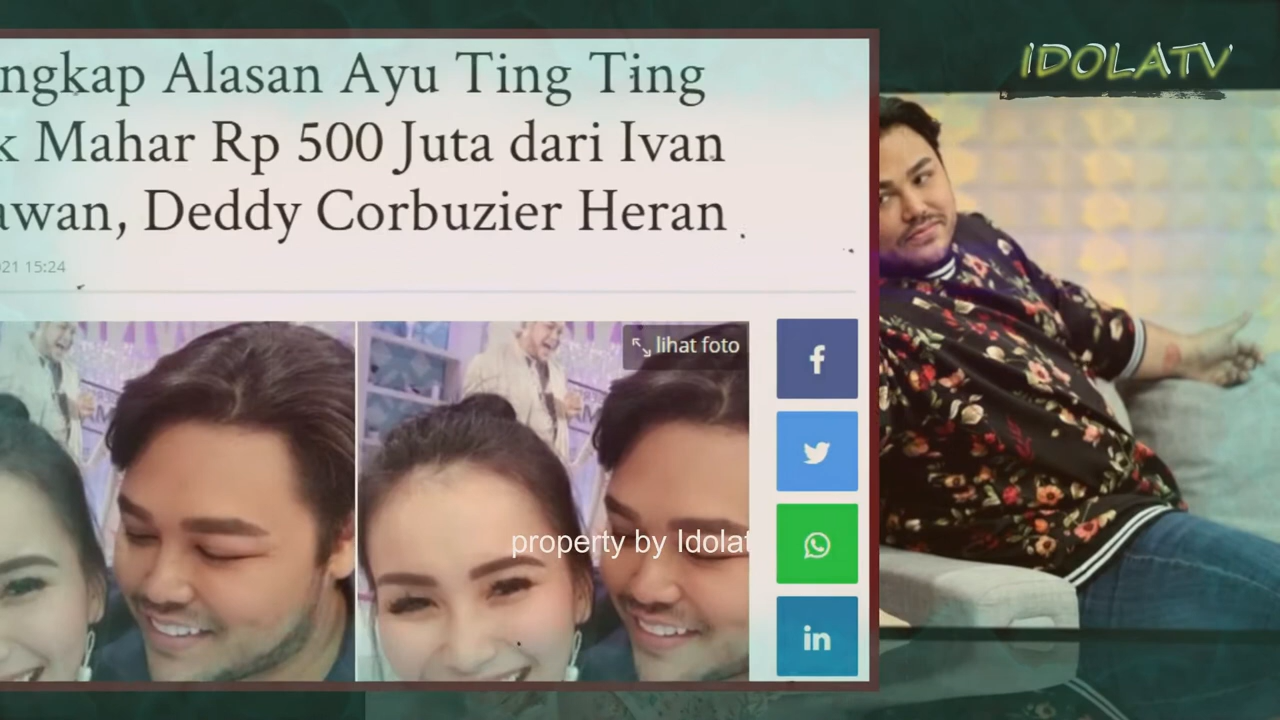 ngkap Alasan Ayu Ting Ting
k Mahar Rp 500 Juta dari Ivan
awan, Deddy Corbuzier Heran
21 15:24
lihat foto
property by Idolat
IDOLATV